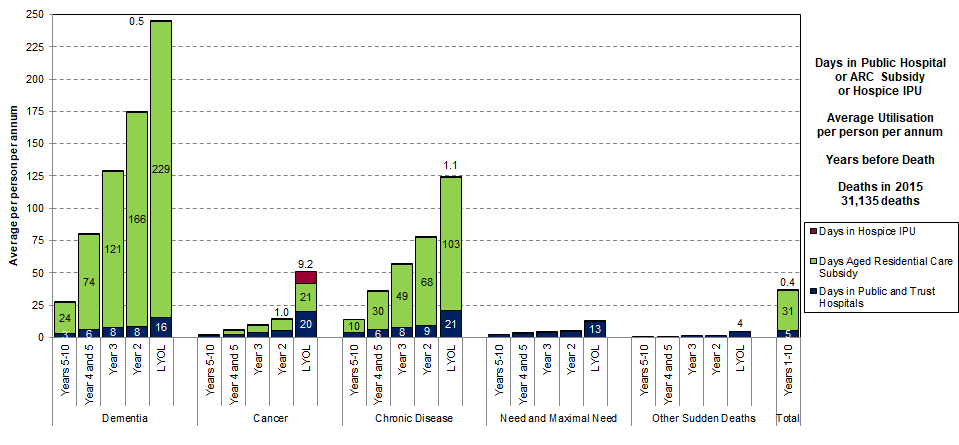 250
225
200
175
150
125
100
75
50
25
0
Average per person per annum
0.5
229
166
121
74
24
3
6
8
8
16
9.2
1.0
21
20
1.1
103
68
49
30
10
6
8
9
21
13
4
0.4
31
5
Years 5-10
Year 4 and 5
Year 3
Year 2
LYOL
Years 5-10
Year 4 and 5
Year 3
Year 2
LYOL
Years 5-10
Year 4 and 5
Year 3
Year 2
LYOL
Years 5-10
Year 4 and 5
Year 3
Year 2
LYOL
Years 5-10
Year 4 and 5
Year 3
Year 2
LYOL
Years 1-10
Dementia
Cancer
Chronic Disease
Need and Maximal Need
Other Sudden Deaths
Total
Days in Public Hospital
or ARC Subsidy
or Hospice IPU
Average Utilisation
per person per annum
Years before Death
Deaths in 2015
31,135 deaths
Days in Hospice IPU
Days Aged Residential Care
Subsidy
Days in Public and Trust
Hospitals